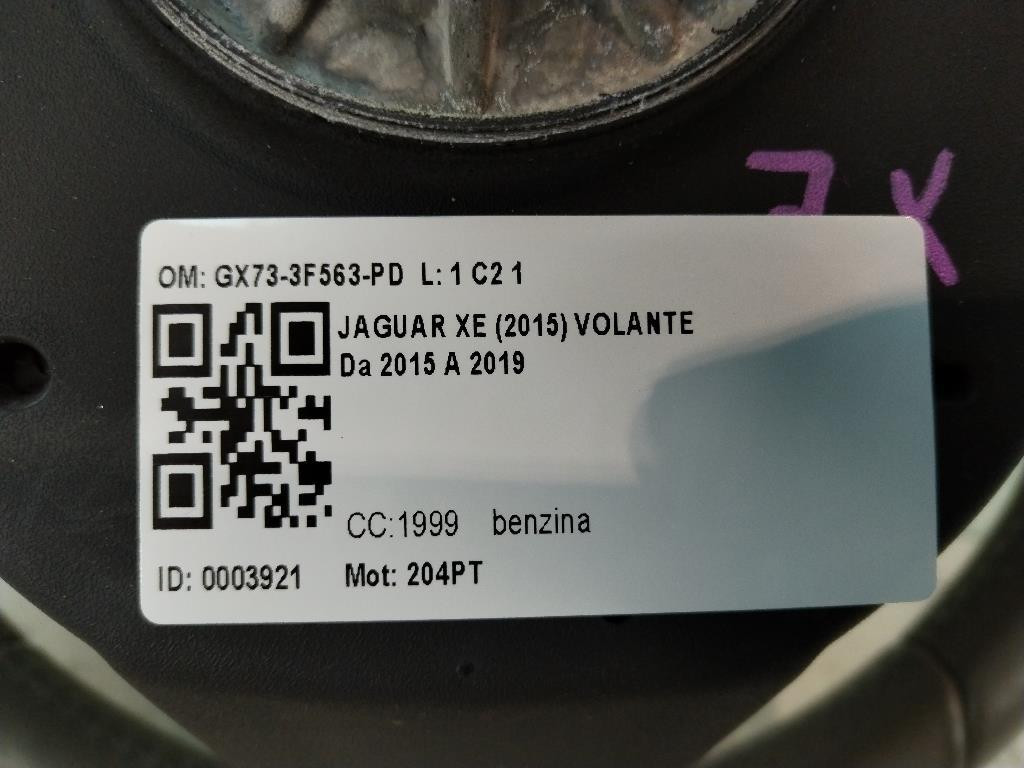 OM: GX73-3F563-PD L: 1 C2 1
JAGUAR XE (2015) VOLANTE
Da 2015 A 2019
CC:1999 benzina
ID: 0003921 Mot: 204PT